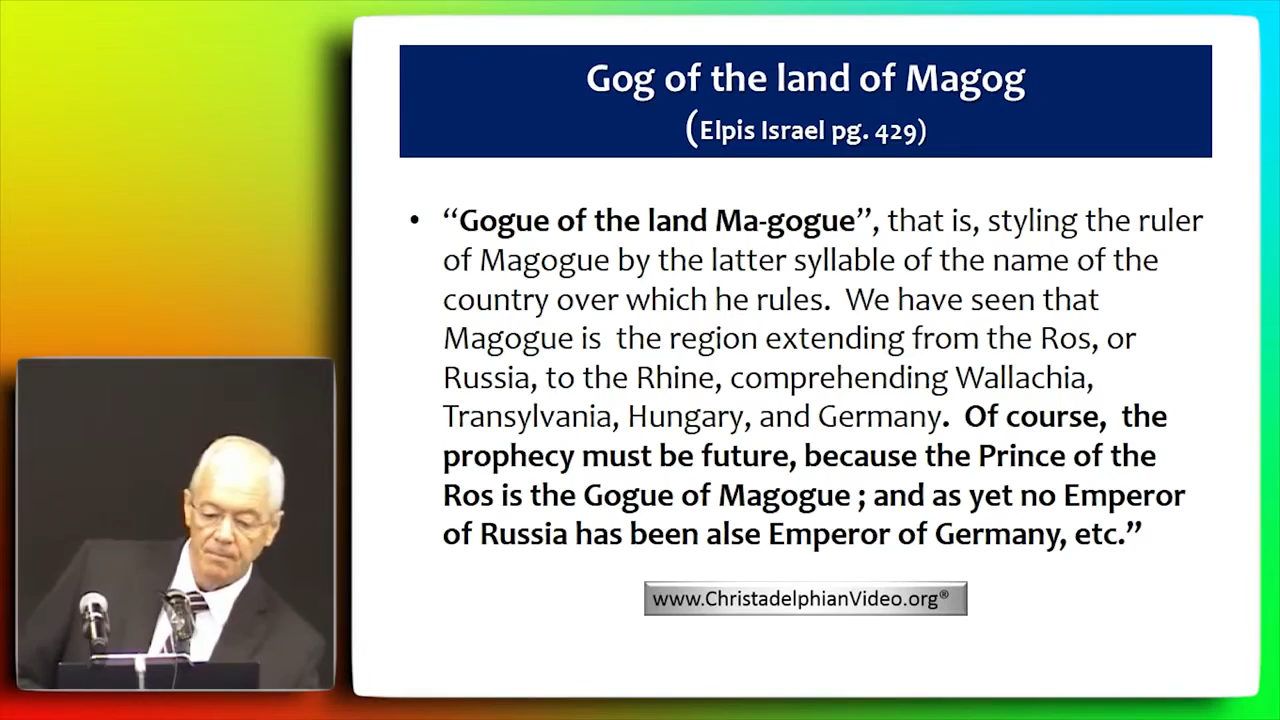 Gog of the land of Magog
(Elpis Israel pg. 429)
• “Gogue of the land Ma-gogue”, that is, styling the ruler
of Magogue by the latter syllable of the name of the
country over which he rules. We have seen that
Magogue is the region extending from the Ros, or
Russia, to the Rhine, comprehending Wallachia,
Transylvania, Hungary, and Germany. Of course, the
prophecy must be future, because the Prince of the
Ros is the Gogue of Magogue ; and as yet no Emperor
of Russia has been alse Emperor of Germany, etc.”
www.ChristadelphianVideo.org®